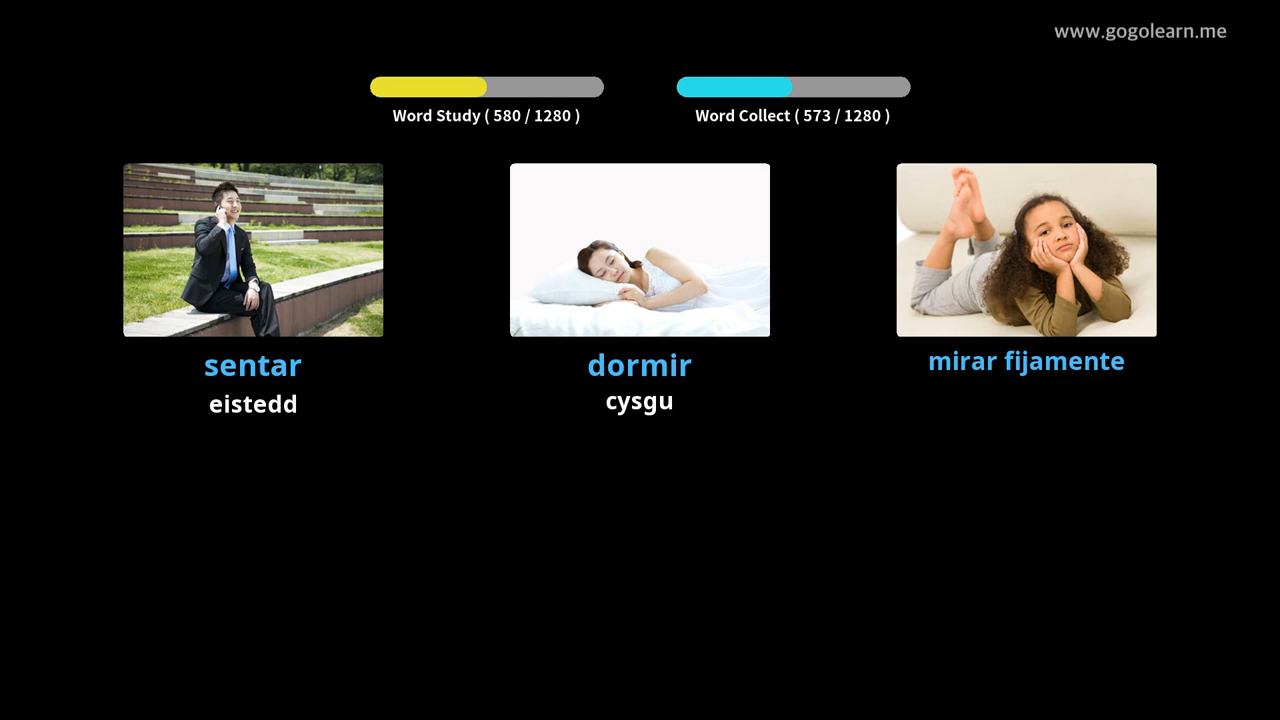 www.gogolearn.me
Word Study ( 580 / 1280 )
Word Collect ( 573 / 1280 )
sentar
eistedd
dormir
cysgu
mirar fijamente